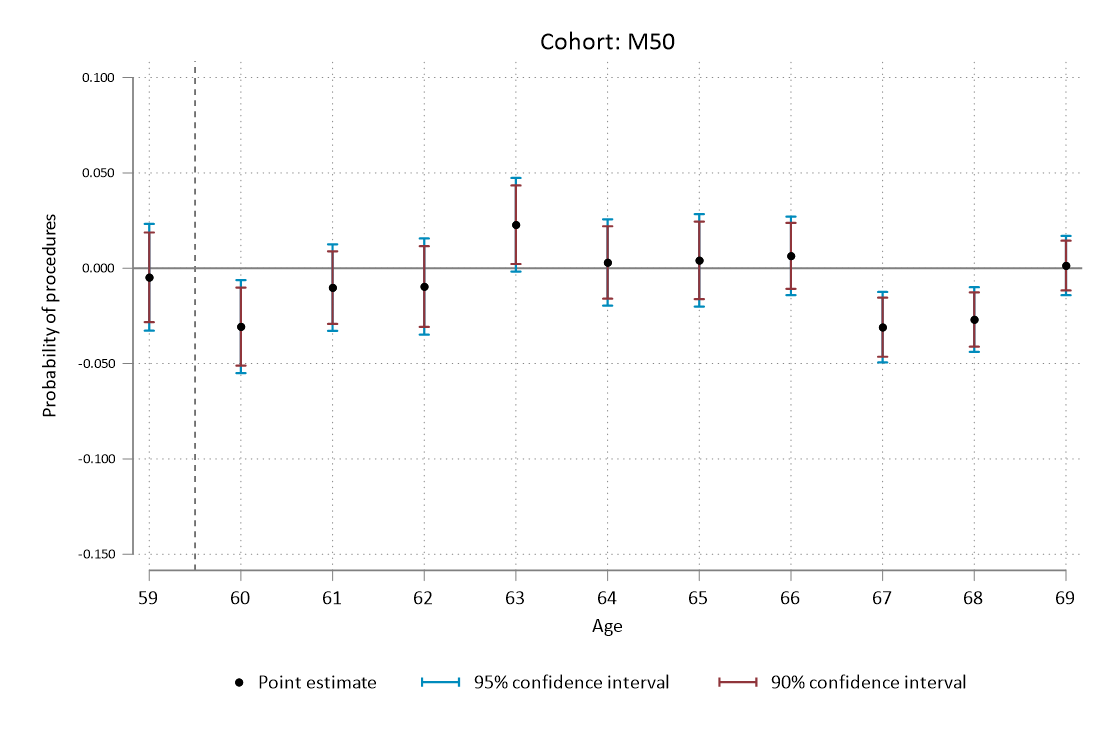 Cohort: M50
0.100
0.050
0.000
-0.050
-0.100
-0.150
Probability of procedures
59 60 61 62 63 64 65 66 67 68 69
Age
Point estimate 95% confidence interval 90% confidence interval